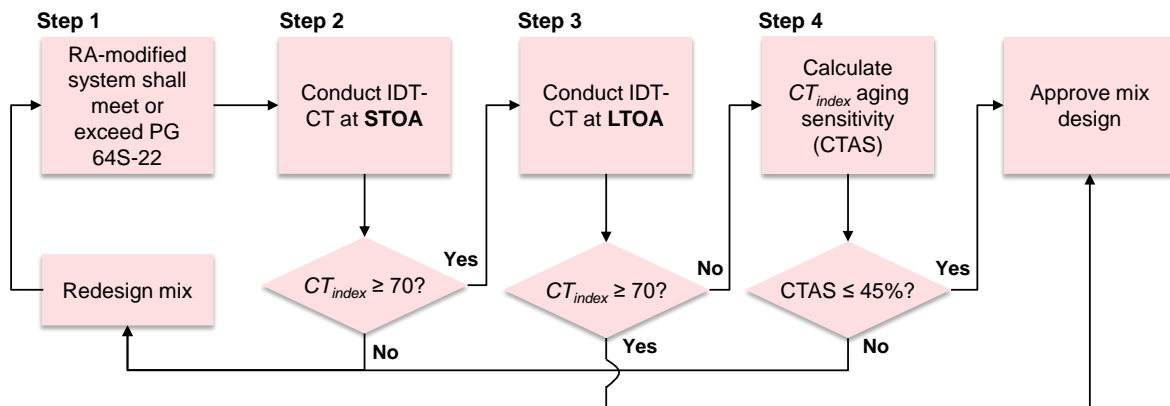 Step 1
RA-modified
system shall
meet or
exceed PG
64S-22
Step 2
Conduct IDT-
CT at STOA
Step 3
Conduct IDT-
CT at LTOA
Step 4
Calculate
CTindex aging
sensitivity
(CTAS)
Approve mix
design
Redesign mix
CTindex ≥ 70?
Yes
No
CTindex ≥ 70?
No
Yes
CTAS ≤ 45%?
Yes
No